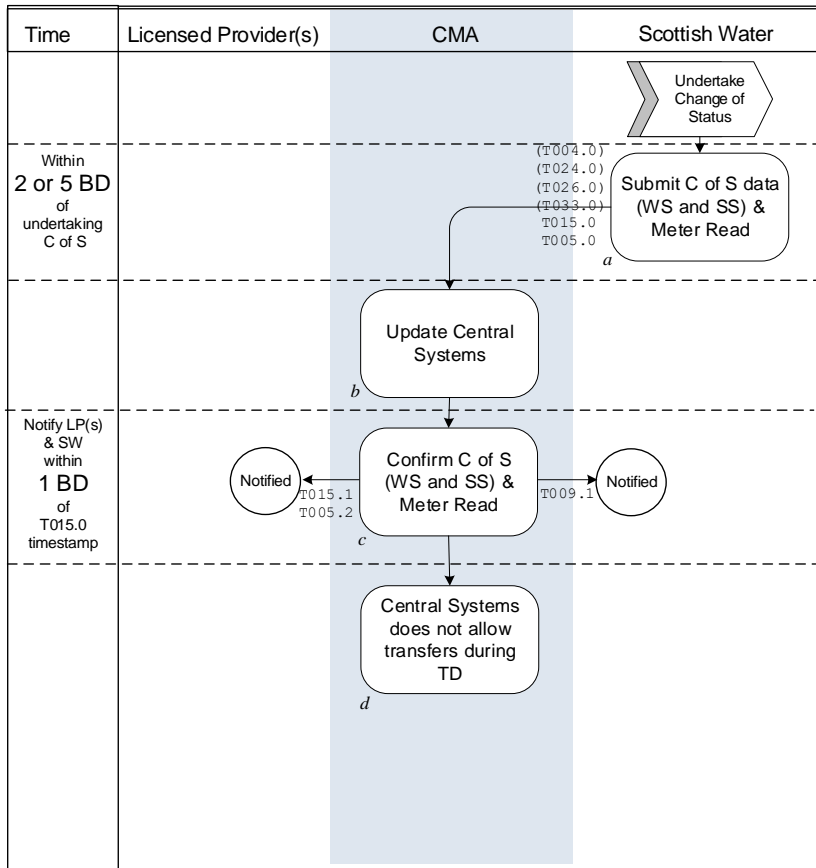 Time
Licensed Provider(s)
CMA
Scottish Water
Undertake
Change of
Status
Within
2 or 5 BD
of
undertaking
C of S
(T004.0)
(T024.0)
(T026.0)
(T033.0)
T015.0
T005.0
Submit C of S data
(WS and SS) &
Meter Read
a
Update Central
Systems
b
Notify LP(s)
& SW
within
1 BD
of
T015.0
timestamp
Notified
T015.1
T005.2
Confirm C of S
(WS and SS) &
Meter Read
c
T009.1
Notified
Central Systems
does not allow
transfers during
TD
d